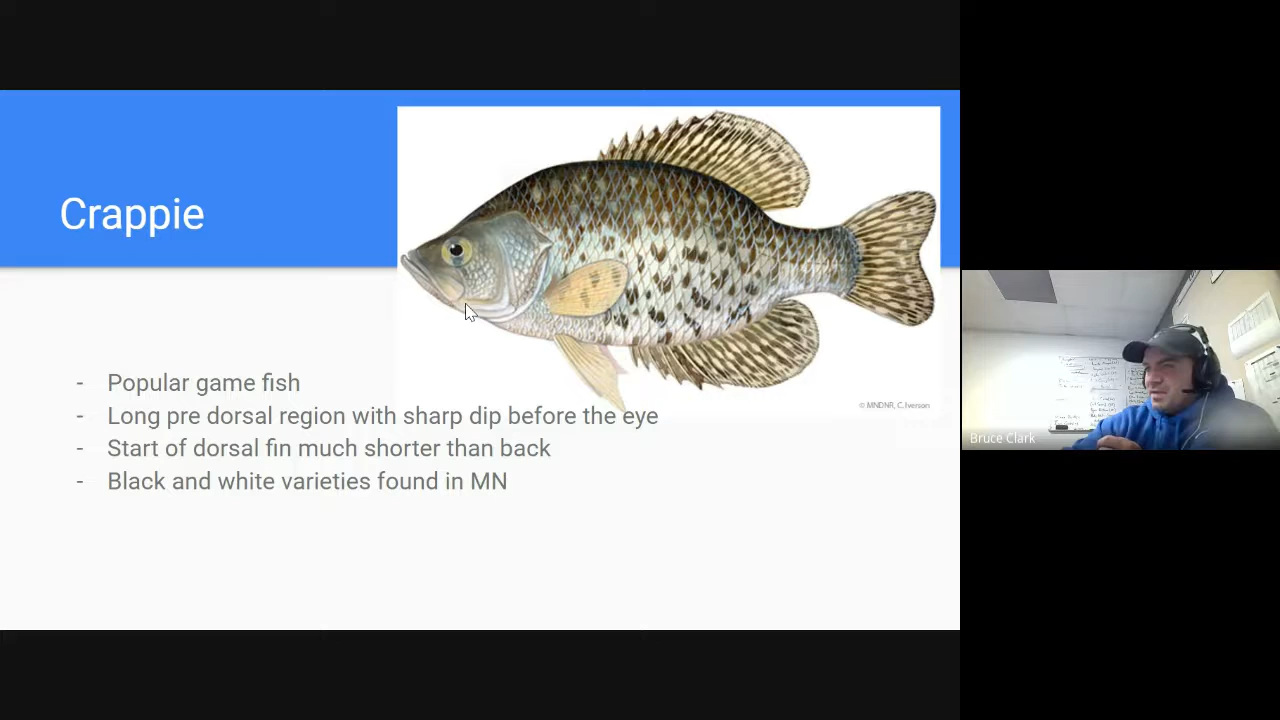 Crappie
© MNDNR, C.Iverson
- Popular game fish
- Long pre dorsal region with sharp dip before the eye
- Start of dorsal fin much shorter than back
- Black and white varieties found in MN
Bruce Clark